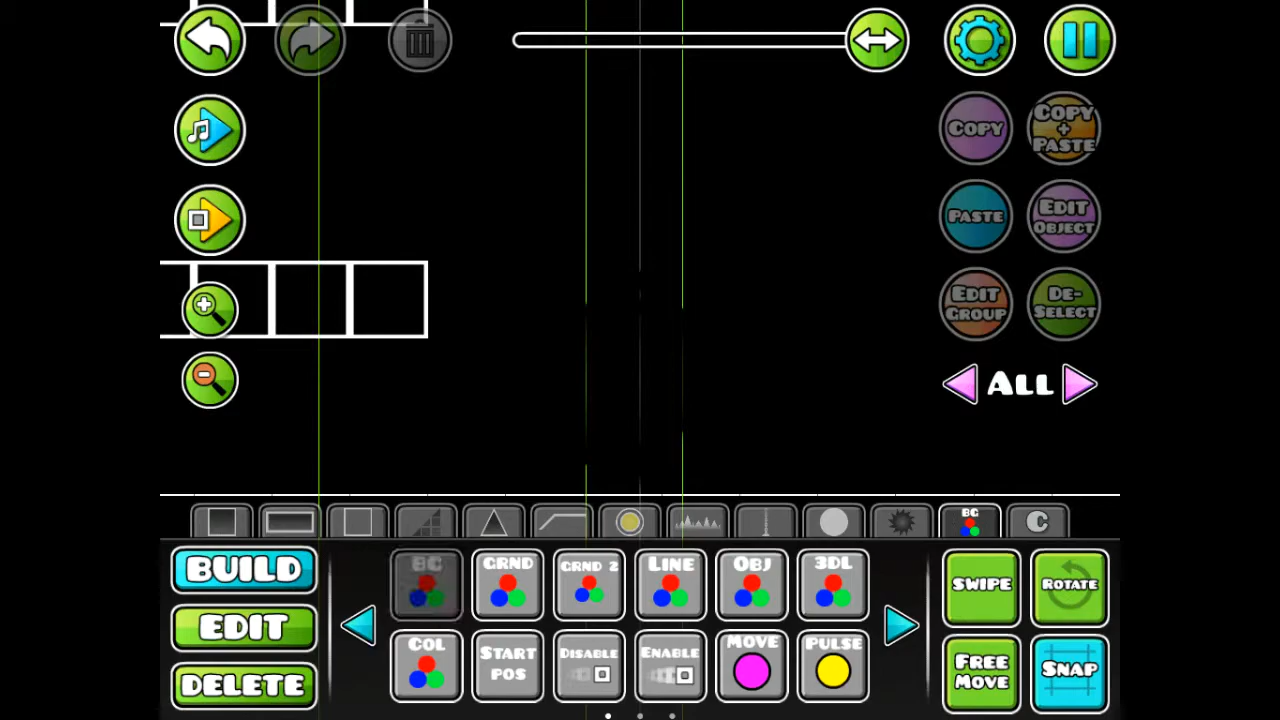 COPY
COPY
+
PASTE
PASTE
EDIT
OBJECT
EDIT
GROUP
DE-
SELECT
ALL
BC
C
BUILD
EDIT
DELETE
BG
GRND
GRND 2
LINE
OBJ
3DL
COL
START
POS
DISABLE
ENABLE
MOVE
PULSE
SWIPE
ROTATE
FREE
MOVE
SNAP